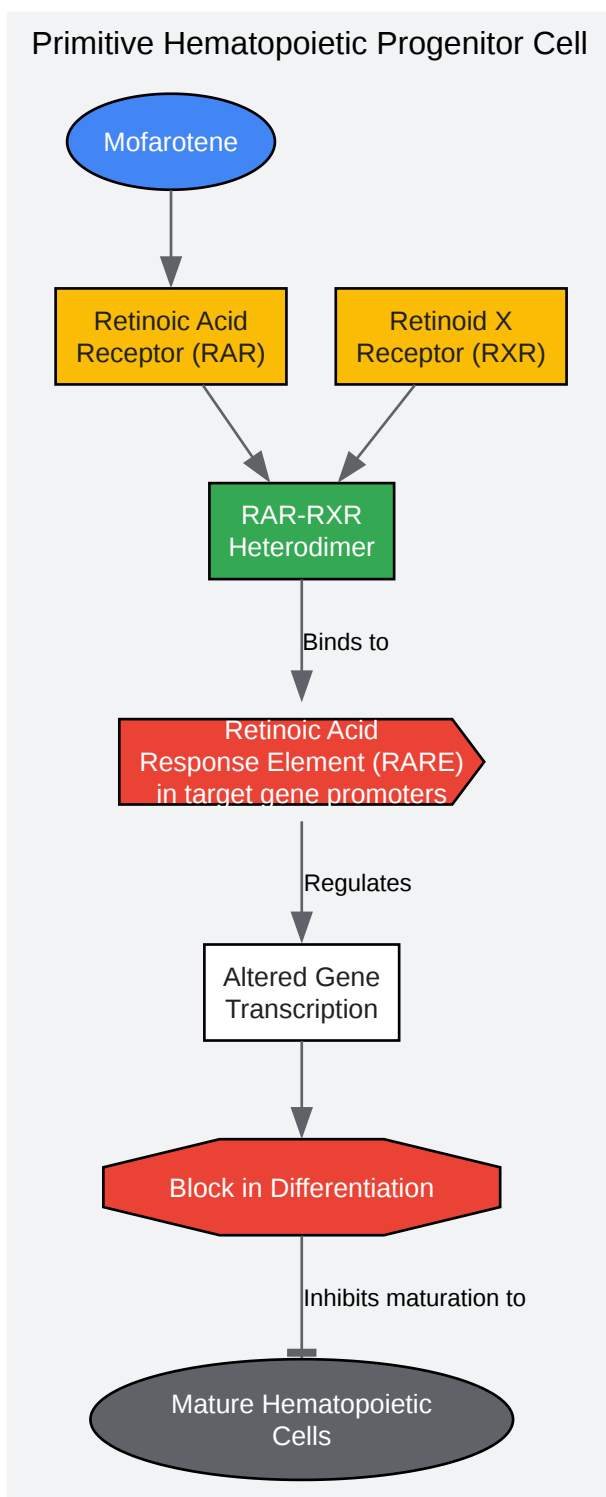 Primitive Hematopoietic Progenitor Cell
Mofarotene
Retinoic Acid
Receptor (RAR)
Retinoid X
Receptor (RXR)
RAR-RXR
Heterodimer
Binds to
Retinoic Acid
Response Element (RARE)
in target gene promoters
Regulates
Altered Gene
Transcription
Block in Differentiation
Inhibits maturation to
Mature Hematopoietic
Cells